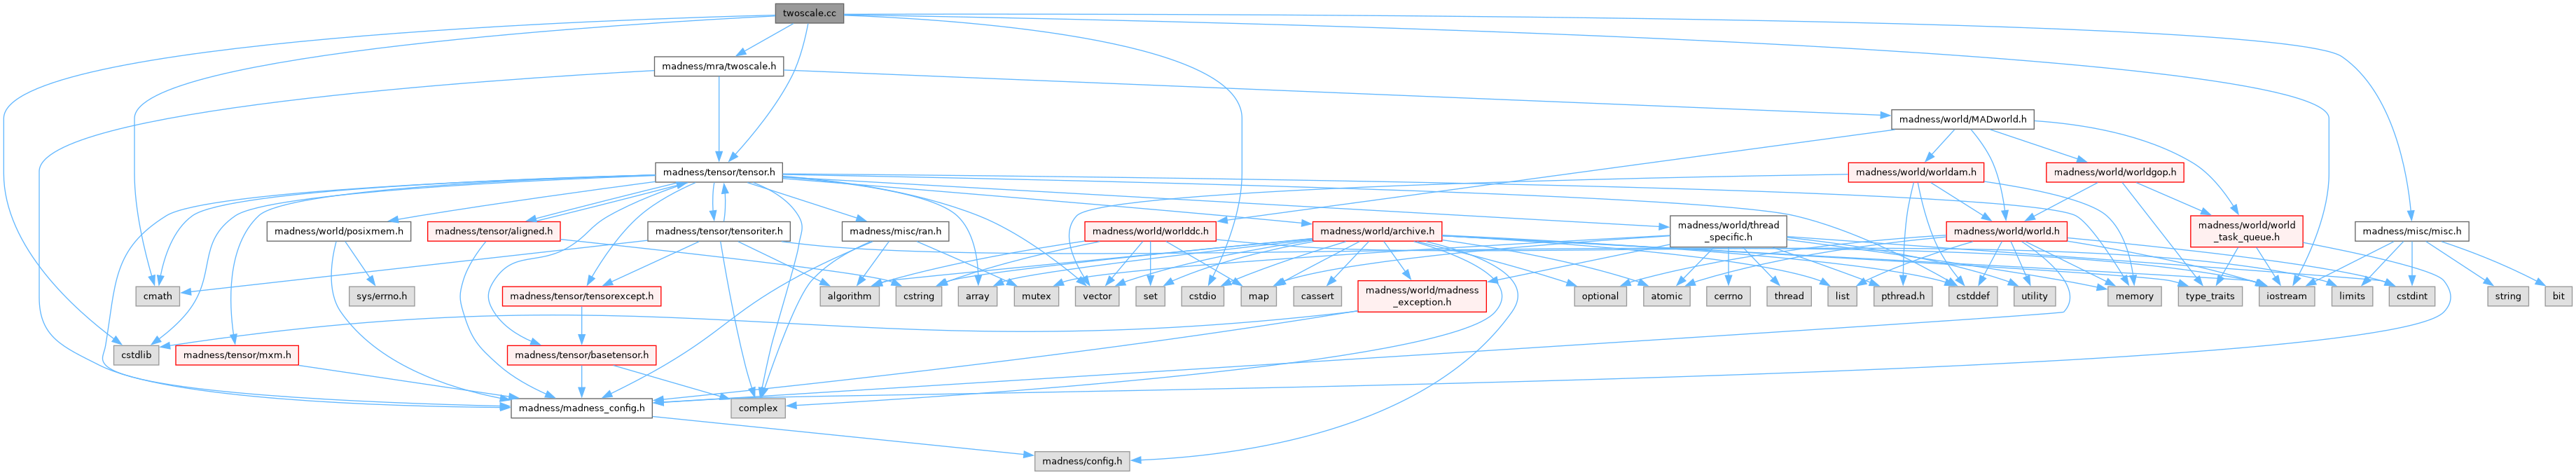 twoscale.cc
madness/mra/twoscale.h
madness/world/MADworld.h
madness/tensor/tensor.h
madness/world/worldam.h
madness/world/worldgop.h
madness/world/posixmem.h
madness/tensor/aligned.h
madness/tensor/tensoriter.h
madness/misc/ran.h
madness/world/worlddc.h
madness/world/archive.h
madness/world/thread
_specific.h
madness/world/world.h
madness/world/world
_task_queue.h
madness/misc/misc.h
cmath
sys/errno.h
madness/tensor/tensorexcept.h
algorithm
cstring
array
mutex
vector
set
cstdio
map
cassert
madness/world/madness
_exception.h
optional
atomic
cerrno
thread
list
pthread.h
cstddef
utility
memory
type_traits
iostream
limits
cstdint
string
bit
cstdlib
madness/tensor/mxm.h
madness/tensor/basetensor.h
madness/madness_config.h
complex
madness/config.h